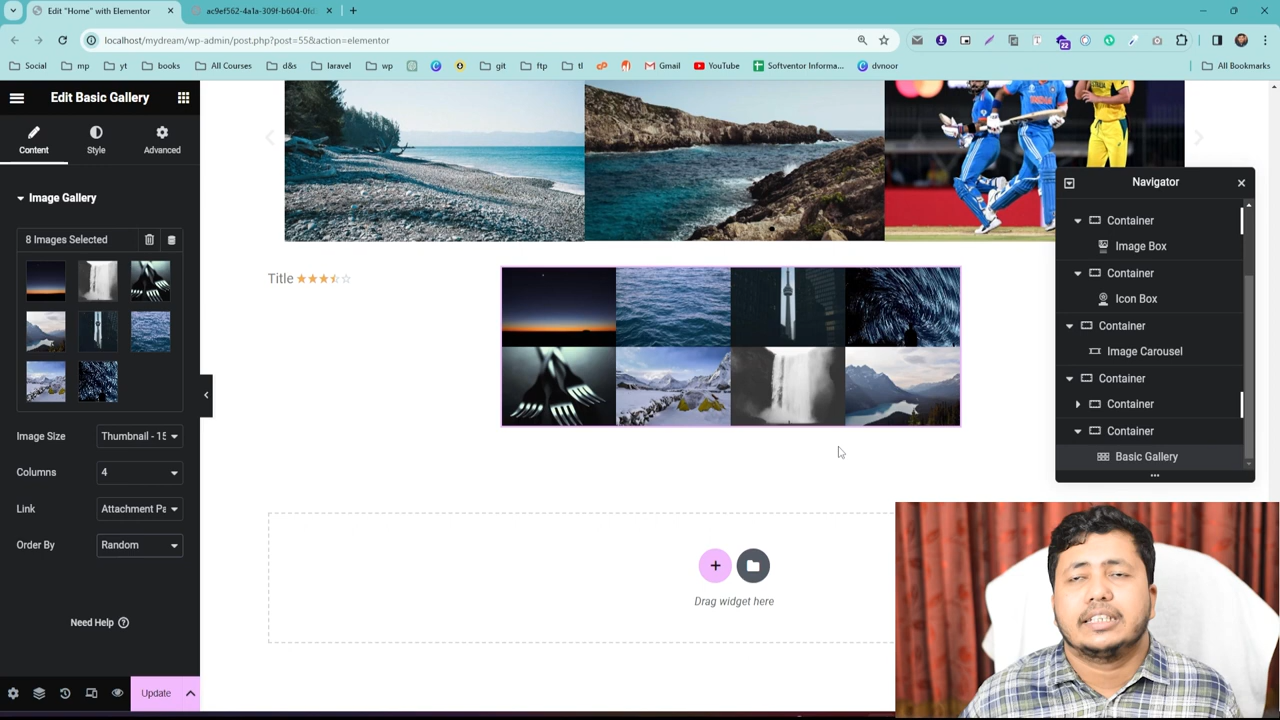 Edit "Home" with Elementor
ac9ef562-4a1a-309f-b604-0fd
localhost/mydream/wp-admin/post.php?post=55&action=elementor
22
Social
mp
yt
books
All Courses
d&s
laravel
wp
git
ftp
tl
Gmail
YouTube
Softventor Informa...
dvnoor
All Bookmarks
Edit Basic Gallery
Content
Style
Advanced
Image Gallery
8 Images Selected
Image Size
Thumbnail - 15
Columns
4
Link
Attachment Pa
Order By
Random
Need Help
Update
Title
Drag widget here
Navigator
Container
Image Box
Container
Icon Box
Container
Image Carousel
Container
Container
Container
Basic Gallery